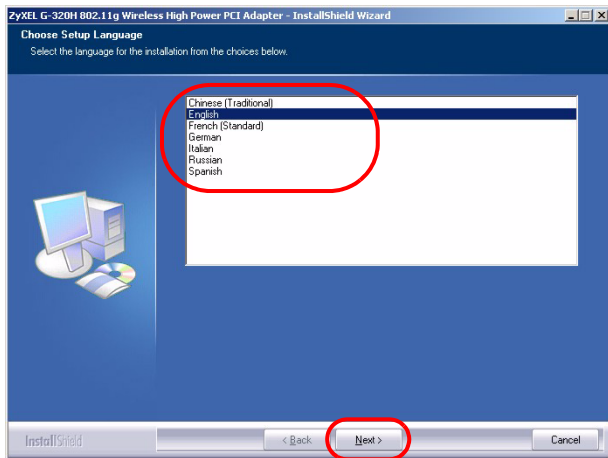 ZyXEL G-320H 802.11g Wireless High Power PCI Adapter - InstallShield Wizard
Choose Setup Language
Select the language for the installation from the choices below.
Chinese (Traditional)
English
French (Standard)
German
Italian
Russian
Spanish
InstallShield
< Back
Next >
Cancel